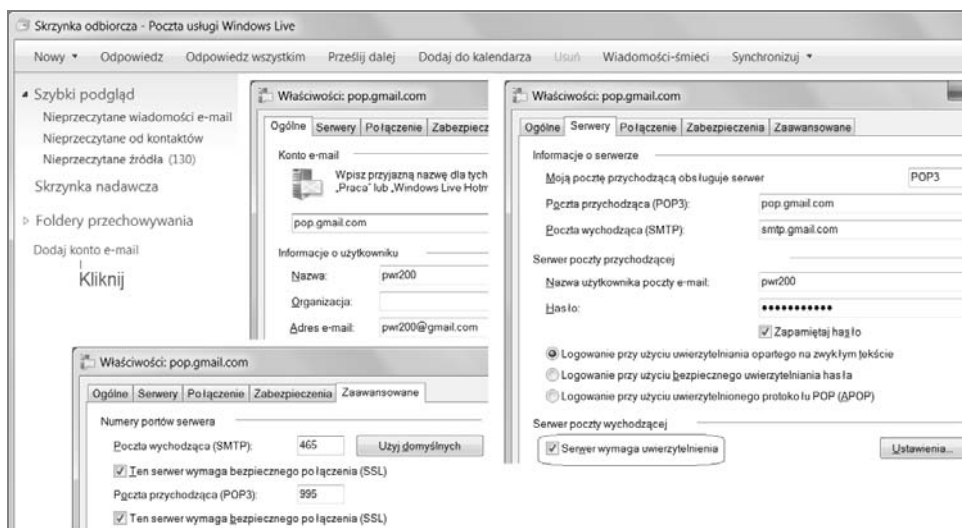 Skrzynka odbiorcza - Poczta usługi Windows Live
Nowy Odpowiedz Odpowiedz wszystkim Prześlij dalej Dodaj do kalendarza Usuń Wiadomości-śmieci Synchronizuj
Szybki podgląd
Nieprzeczytane wiadomości e-mail
Nieprzeczytane od kontaktów
Nieprzeczytane źródła (130)
Skrzynka nadawcza
Foldery przechowywania
Dodaj konto e-mail
Kliknij
Właściwości: pop.gmail.com
Ogólne Serwery Połączenie Zabezpiecz
Konto e-mail
Wpisz przyjazną nazwę dla tych
„Praca” lub „Windows Live Hotm
pop.gmail.com
Informacje o użytkowniku
Nazwa: pwr200
Organizacja:
Adres e-mail: pwr200@gmail.com
Właściwości: pop.gmail.com
Ogólne Serwery Połączenie Zabezpieczenia Zaawansowane
Informacje o serwerze
Moją pocztę przychodzącą obsługuje serwer POP3
Poczta przychodząca (POP3): pop.gmail.com
Poczta wychodząca (SMTP): smtp.gmail.com
Serwer poczty przychodzącej
Nazwa użytkownika poczty e-mail: pwr200
Hasło: •••••••••••
Zapamiętaj hasło
Logowanie przy użyciu uwierzytelniania opartego na zwykłym tekście
Logowanie przy użyciu bezpiecznego uwierzytelniania hasła
Logowanie przy użyciu uwierzytelnionego protokołu POP (APOP)
Serwer poczty wychodzącej
Serwer wymaga uwierzytelnienia Ustawienia...
Właściwości: pop.gmail.com
Ogólne Serwery Połączenie Zabezpieczenia Zaawansowane
Numery portów serwera
Poczta wychodząca (SMTP): 465 Użyj domyślnych
Ten serwer wymaga bezpiecznego połączenia (SSL)
Poczta przychodząca (POP3): 995
Ten serwer wymaga bezpiecznego połączenia (SSL)